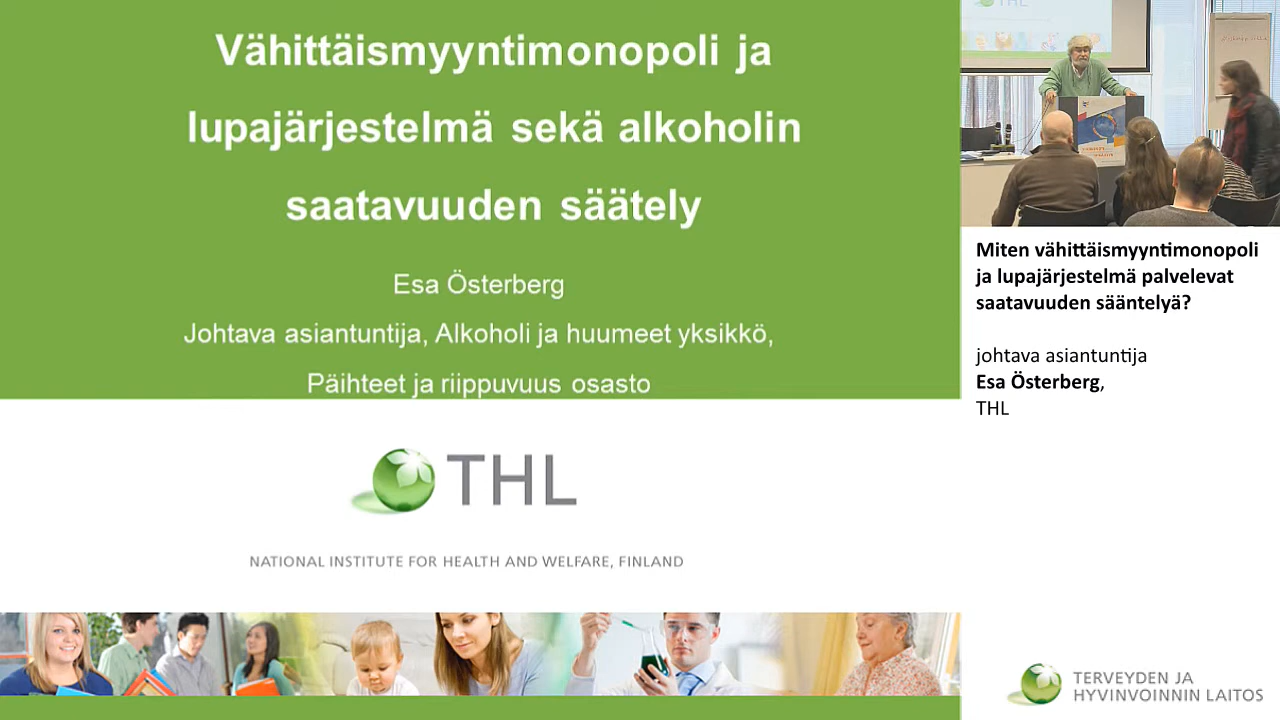 Vähittäismyyntimonopoli ja
lupajärjestelmä sekä alkoholin
saatavuuden säätely
Esa Österberg
Johtava asiantuntija, Alkoholi ja huumeet yksikkö,
Päihteet ja riippuvuus osasto
THL
NATIONAL INSTITUTE FOR HEALTH AND WELFARE, FINLAND
Miten vähittäismyyntimonopoli
ja lupajärjestelmä palvelevat
saatavuuden sääntelyä?
johtava asiantuntija
Esa Österberg,
THL
TERVEYDEN JA
HYVINVOINNIN LAITOS